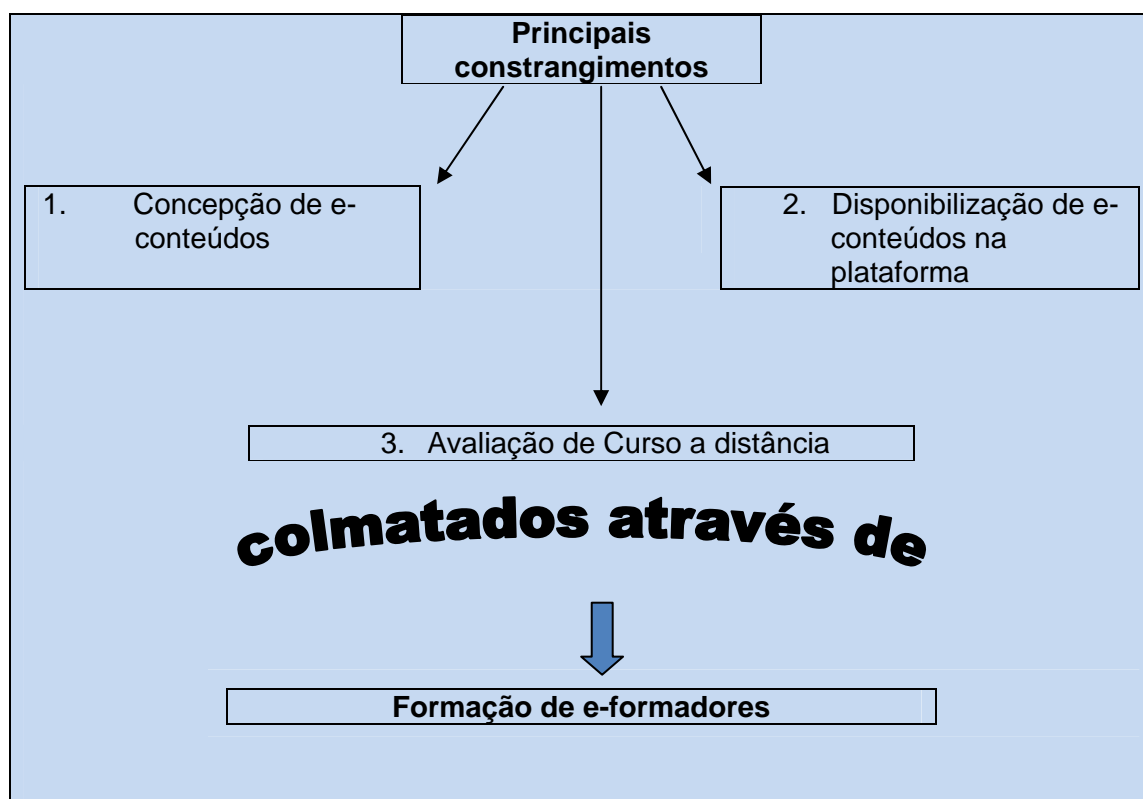 Principais
constrangimentos
1. Concepção de e-
conteúdos
2. Disponibilização de e-
conteúdos na
plataforma
3. Avaliação de Curso a distância
colmatados através de
Formação de e-formadores